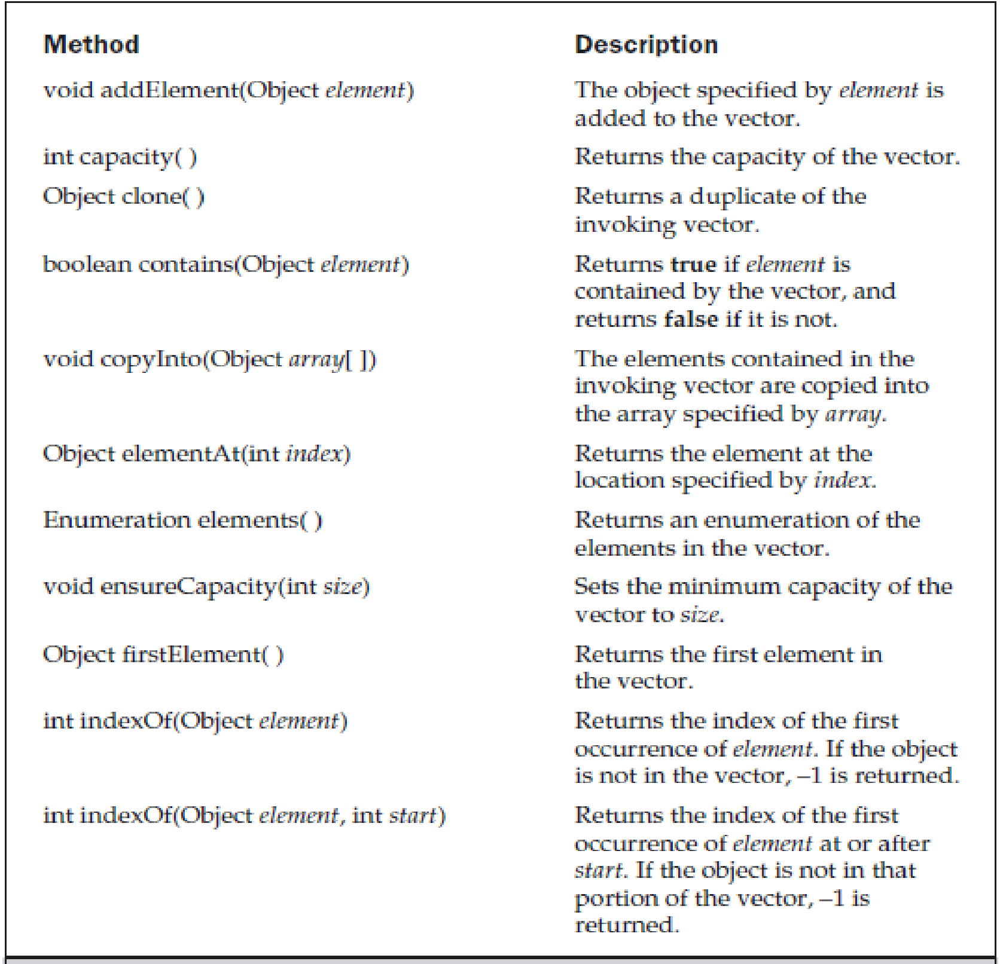 Method Description
void addElement(Object element) The object specified by element is
added to the vector.
int capacity( ) Returns the capacity of the vector.
Object clone( ) Returns a duplicate of the
invoking vector.
boolean contains(Object element) Returns true if element is
contained by the vector, and
returns false if it is not.
void copyInto(Object array[ ]) The elements contained in the
invoking vector are copied into
the array specified by array.
Object elementAt(int index) Returns the element at the
location specified by index.
Enumeration elements( ) Returns an enumeration of the
elements in the vector.
void ensureCapacity(int size) Sets the minimum capacity of the
vector to size.
Object firstElement( ) Returns the first element in
the vector.
int indexOf(Object element) Returns the index of the first
occurrence of element. If the object
is not in the vector, –1 is returned.
int indexOf(Object element, int start) Returns the index of the first
occurrence of element at or after
start. If the object is not in that
portion of the vector, –1 is
returned.